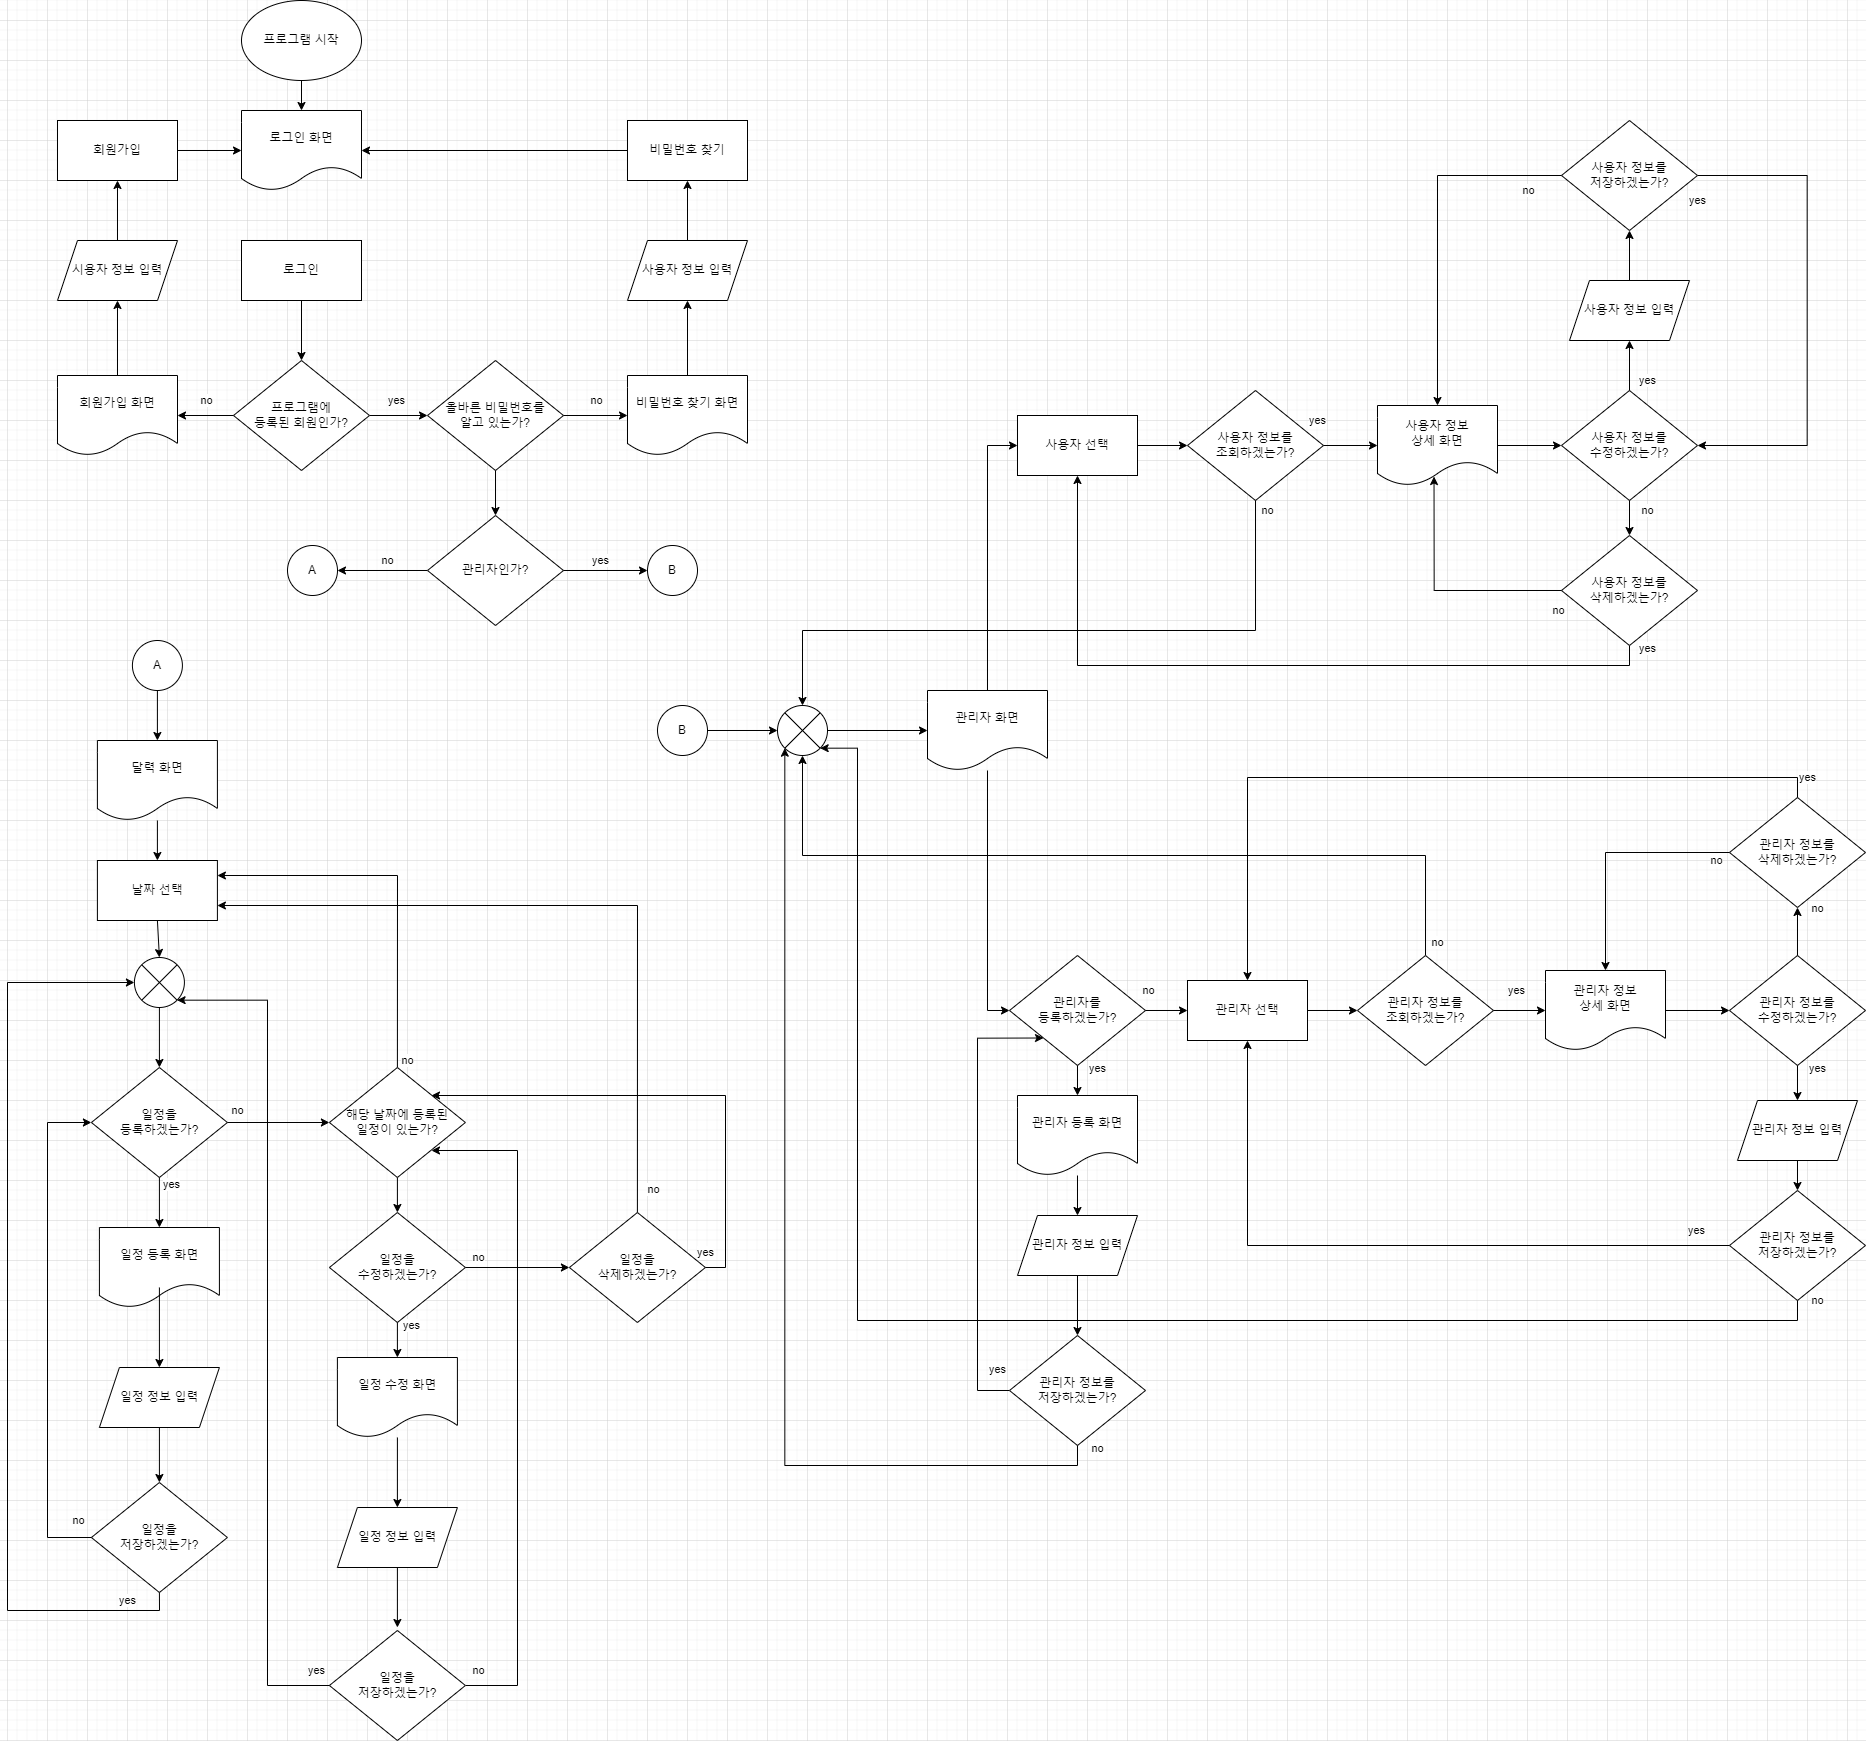 프로그램 시작
로그인 화면
회원가입
비밀번호 찾기
시용자 정보 입력
로그인
사용자 정보 입력
회원가입 화면
no
프로그램에
등록된 회원인가?
yes
올바른 비밀번호를
알고 있는가?
no
비밀번호 찾기 화면
A
no
관리자인가?
yes
B
사용자 정보를
저장하겠는가?
no
yes
사용자 정보 입력
yes
사용자 선택
사용자 정보를
조회하겠는가?
yes
no
사용자 정보
상세 화면
사용자 정보를
수정하겠는가?
no
사용자 정보를
삭제하겠는가?
no
yes
A
달력 화면
날짜 선택
일정을
등록하겠는가?
no
yes
no
해당 날짜에 등록된
일정이 있는가?
일정 등록 화면
일정을
수정하겠는가?
no
yes
일정을
삭제하겠는가?
no
yes
일정 정보 입력
일정 수정 화면
일정을
저장하겠는가?
no
yes
일정 정보 입력
일정을
저장하겠는가?
yes
no
B
관리자 화면
yes
관리자 정보를
삭제하겠는가?
no
no
no
관리자를
등록하겠는가?
no
yes
관리자 선택
관리자 정보를
조회하겠는가?
yes
관리자 정보
상세 화면
관리자 정보를
수정하겠는가?
yes
관리자 등록 화면
관리자 정보 입력
관리자 정보 입력
관리자 정보를
저장하겠는가?
yes
no
관리자 정보를
저장하겠는가?
yes
no